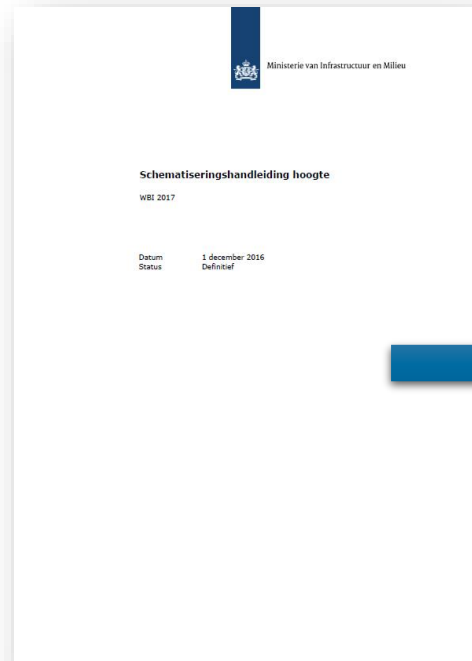 Ministerie van Infrastructuur en Milieu
Schematiseringshandleiding hoogte
WBI 2017
Datum 1 december 2016
Status Definitief